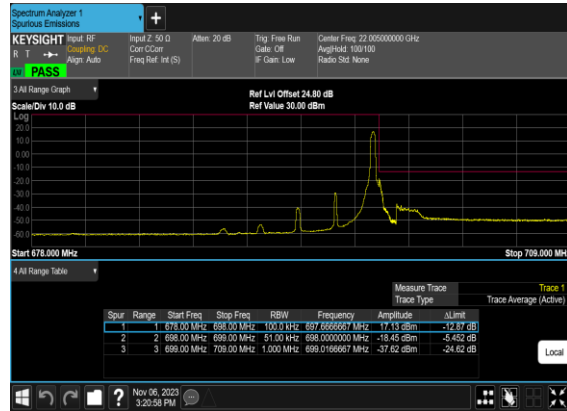 Spectrum Analyzer 1
Spurious Emissions
KEYSIGHT Input: RF Input Z: 50 Ω Atten: 20 dB Trig: Free Run Center Freq: 22.005000000 GHz
R T Coupling: DC Corr CCorr Gate: Off Avg|Hold: 100/100
Align: Auto Freq Ref: Int (S) IF Gain: Low Radio Std: None
LW PASS
3 All Range Graph
Ref Lvl Offset 24.80 dB
Scale/Div 10.0 dB Ref Value 30.00 dBm
Log
20.0
10.0
0.00
-10.0
-20.0
-30.0
-40.0
-50.0
-60.0
Start 678.000 MHz Stop 709.000 MH
4 All Range Table
Measure Trace Trace 1
Trace Type Trace Average (Active)
Spur Range Start Freq Stop Freq RBW Frequency Amplitude ΔLimit
1 1 678.00 MHz 698.00 MHz 100.0 kHz 697.6666667 MHz 17.13 dBm -12.87 dB
2 2 698.00 MHz 699.00 MHz 51.00 kHz 698.0000000 MHz -18.45 dBm -5.452 dB
3 3 699.00 MHz 709.00 MHz 1.000 MHz 699.0166667 MHz -37.62 dBm -24.62 dB
Local
? Nov 06, 2023
3:20:58 PM